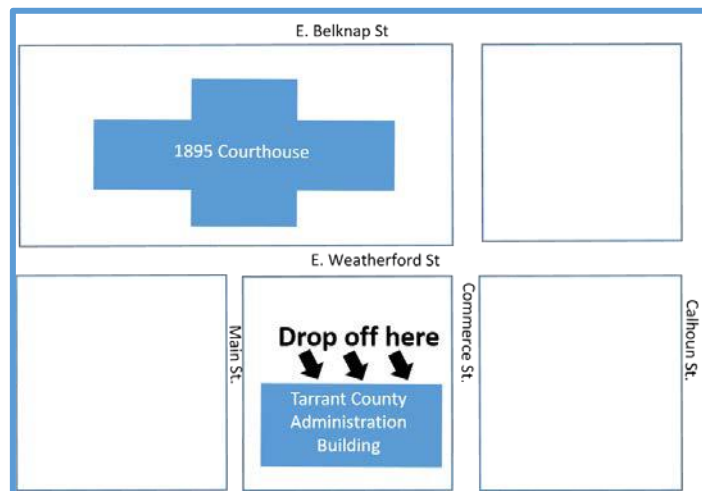 E. Belknap St
1895 Courthouse
E. Weatherford St
Main St.
Drop off here
Commerce St.
Calhoun St.
Tarrant County
Administration
Building